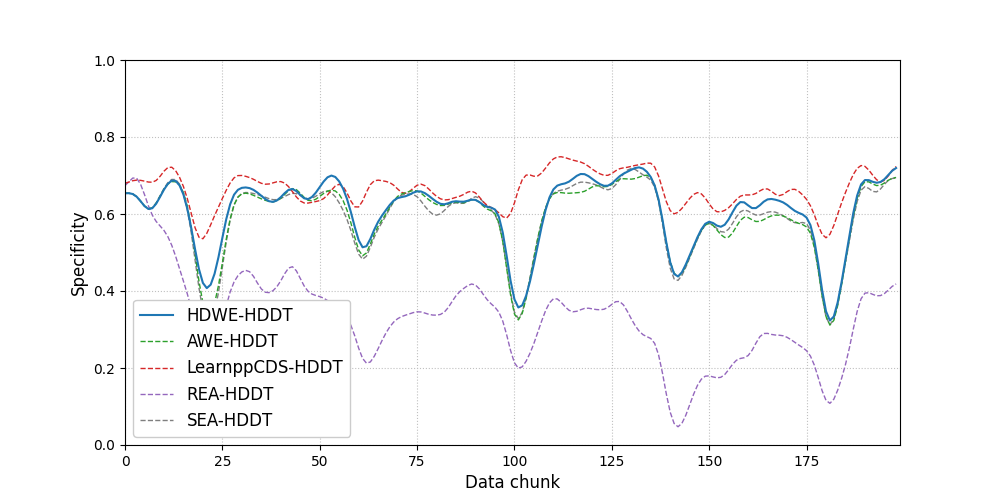 1.0
0.8
0.6
0.4
0.2
0.0
Specificity
HDWE-HDDT
AWE-HDDT
LearnppCDS-HDDT
REA-HDDT
SEA-HDDT
0 25 50 75 100 125 150 175
Data chunk